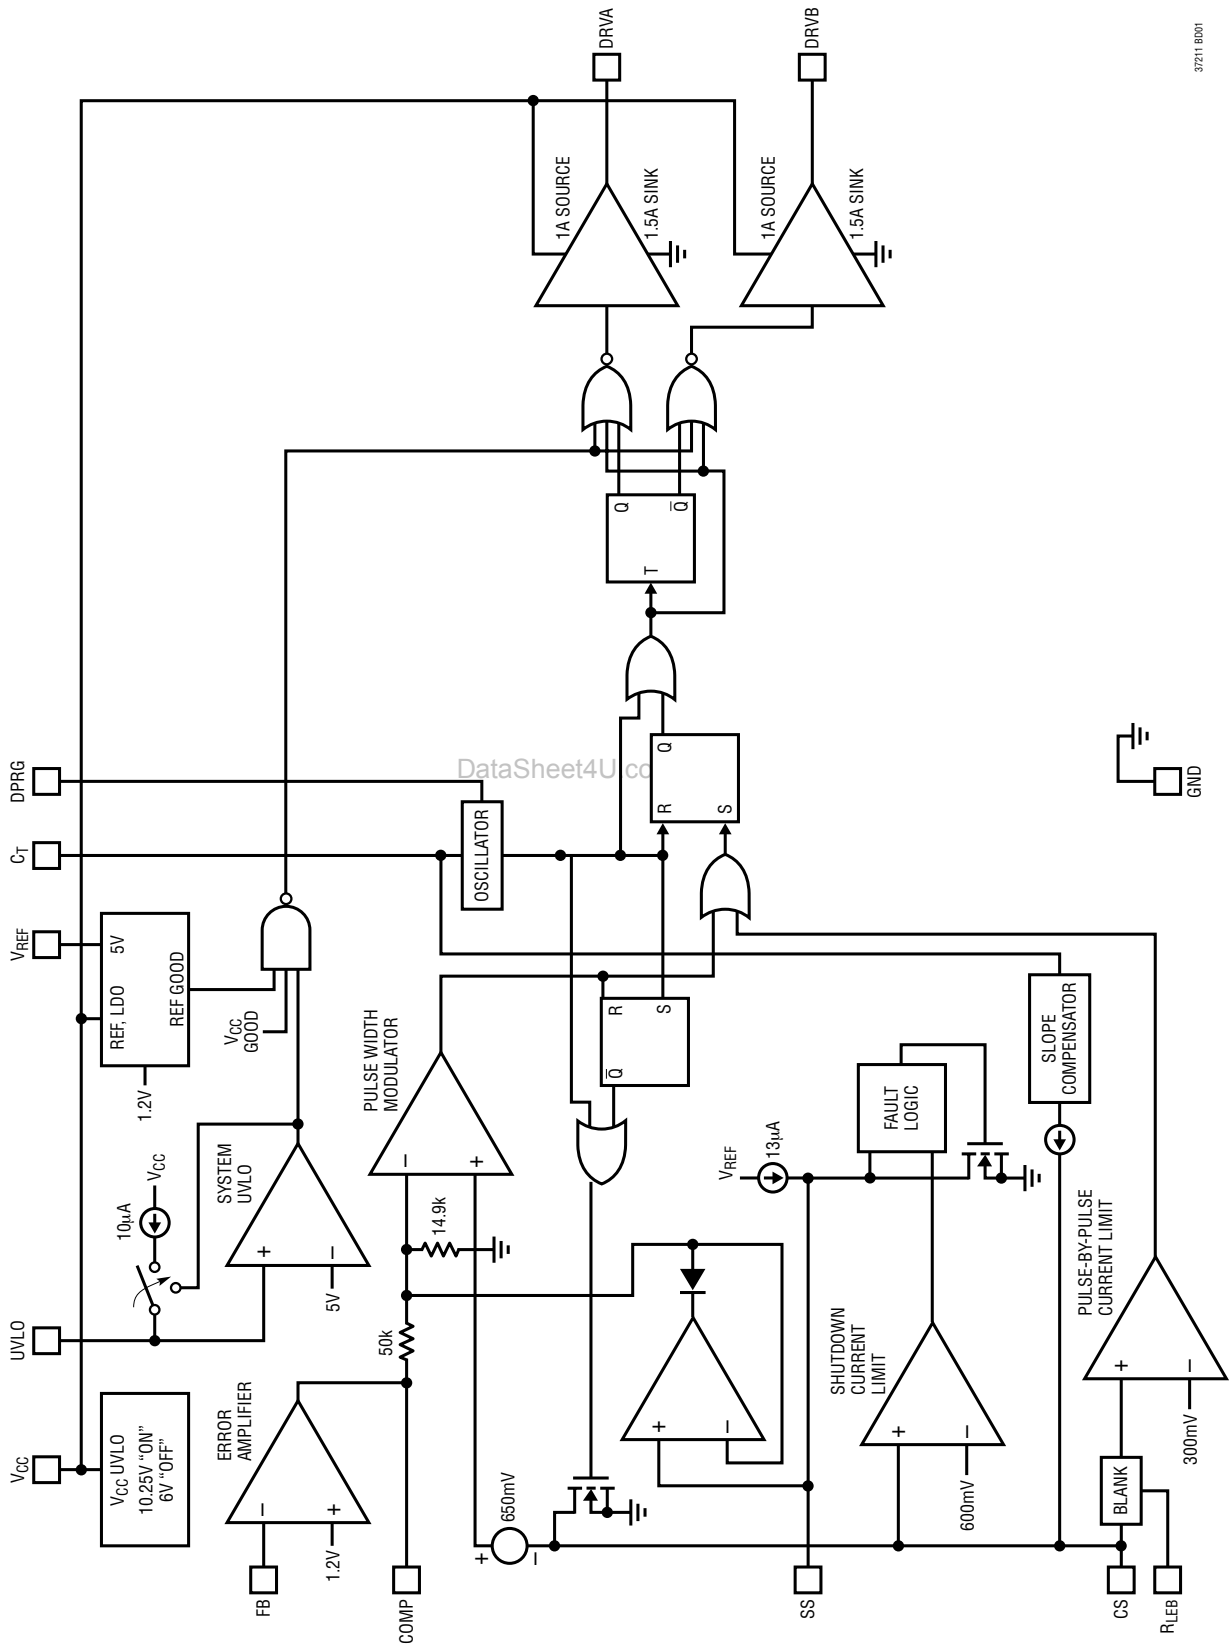 VCC
UVLO
VREF
CT
DPRG
VCC UVLO
10.25V “ON”
6V “OFF”
10µA
VCC
1.2V
REF, LDO
5V
REF GOOD
VCC
GOOD
SYSTEM
UVLO
+
−
5V
ERROR
AMPLIFIER
−
+
FB
1.2V
COMP
50k
14.9k
PULSE WIDTH
MODULATOR
−
+
OSCILLATOR
DataSheet4U.co
+
650mV
−
R
Q
S
R
Q
S
T
Q
Q
1A SOURCE
1.5A SINK
DRVA
1A SOURCE
1.5A SINK
DRVB
VREF
13µA
+
−
SS
SHUTDOWN
CURRENT
LIMIT
+
−
600mV
FAULT
LOGIC
SLOPE
COMPENSATOR
PULSE-BY-PULSE
CURRENT LIMIT
+
−
300mV
BLANK
CS
RLEB
GND
37211 BD01